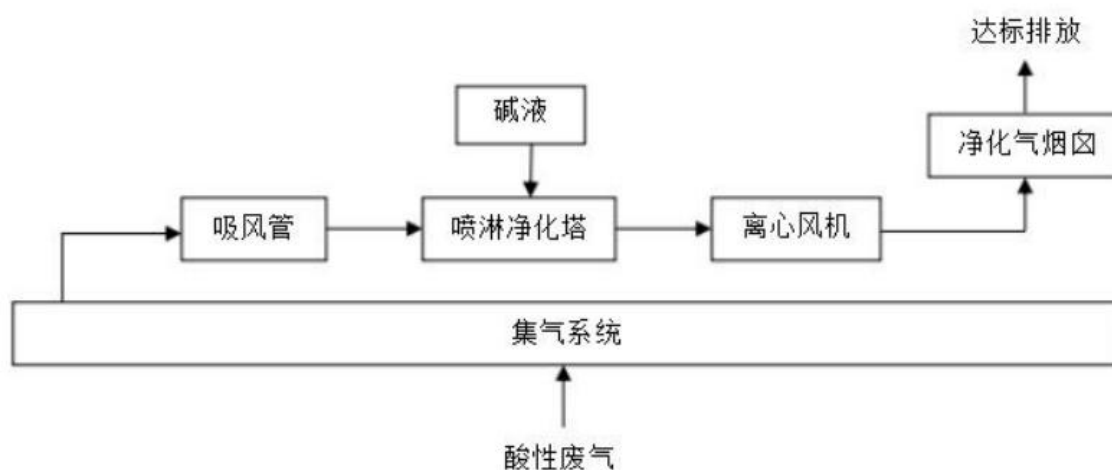 达标排放
碱液
净化气烟囱
吸风管
喷淋净化塔
离心风机
集气系统
酸性废气